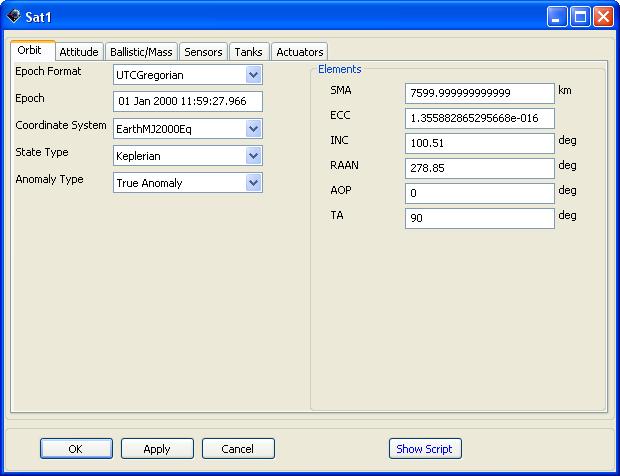 Sat1
Orbit Attitude Ballistic/Mass Sensors Tanks Actuators
Epoch Format UTCGregorian
Epoch 01 Jan 2000 11:59:27.966
Coordinate System EarthMJ2000Eq
State Type Keplerian
Anomaly Type True Anomaly
Elements
SMA 7599.999999999999 km
ECC 1.355882865295668e-016
INC 100.51 deg
RAAN 278.85 deg
AOP 0 deg
TA 90 deg
OK Apply Cancel Show Script